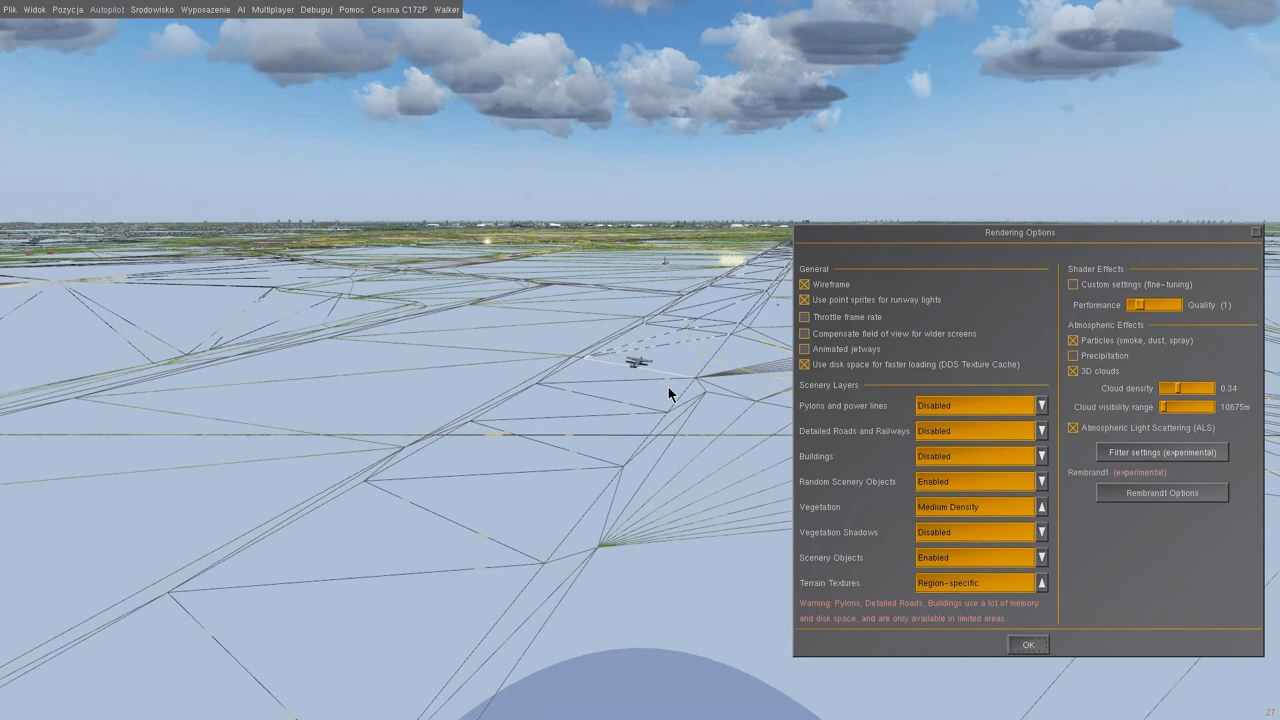 Plik Widok Pozycja Autopilot Środowisko Wyposażenie AI Multiplayer Debuguj Pomoc Cessna C172P Walker
Rendering Options
General
Wireframe
Use point sprites for runway lights
Throttle frame rate
Compensate field of view for wider screens
Animated jetways
Use disk space for faster loading (DDS Texture Cache)
Scenery Layers
Pylons and power lines Disabled
Detailed Roads and Railways Disabled
Buildings Disabled
Random Scenery Objects Enabled
Vegetation Medium Density
Vegetation Shadows Disabled
Scenery Objects Enabled
Terrain Textures Region-specific
Warning: Pylons, Detailed Roads, Buildings use a lot of memory
and disk space, and are only available in limited areas.
Shader Effects
Custom settings (fine-tuning)
Performance Quality (1)
Atmospheric Effects
Particles (smoke, dust, spray)
Precipitation
3D clouds
Cloud density 0.34
Cloud visibility range 10675m
Atmospheric Light Scattering (ALS)
Filter settings (experimental)
Rembrandt (experimental)
Rembrandt Options
OK
27